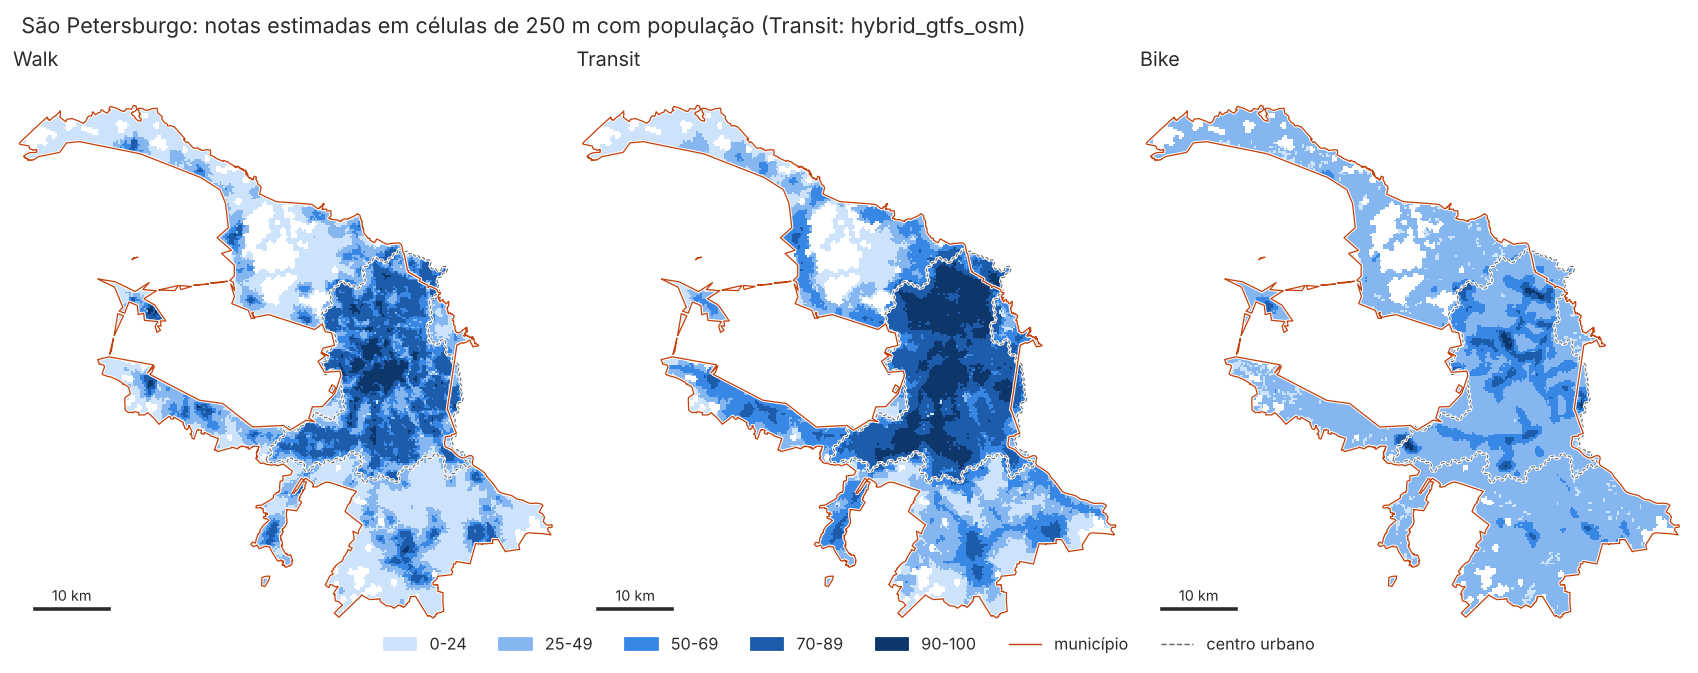 São Petersburgo: notas estimadas em células de 250 m com população (Transit: hybrid_gtfs_osm)
Walk
Transit
Bike
10 km
10 km
10 km
0-24
25-49
50-69
70-89
90-100
município
centro urbano